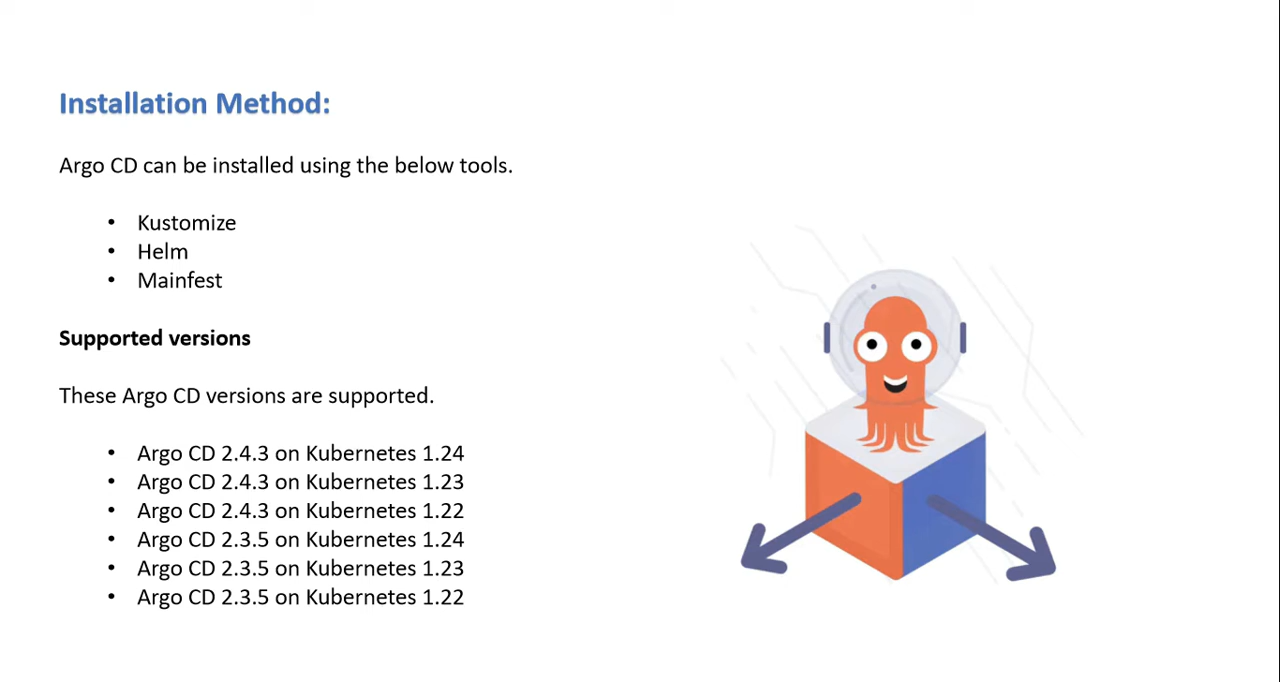 Installation Method:
Argo CD can be installed using the below tools.
• Kustomize
• Helm
• Mainfest
Supported versions
These Argo CD versions are supported.
• Argo CD 2.4.3 on Kubernetes 1.24
• Argo CD 2.4.3 on Kubernetes 1.23
• Argo CD 2.4.3 on Kubernetes 1.22
• Argo CD 2.3.5 on Kubernetes 1.24
• Argo CD 2.3.5 on Kubernetes 1.23
• Argo CD 2.3.5 on Kubernetes 1.22